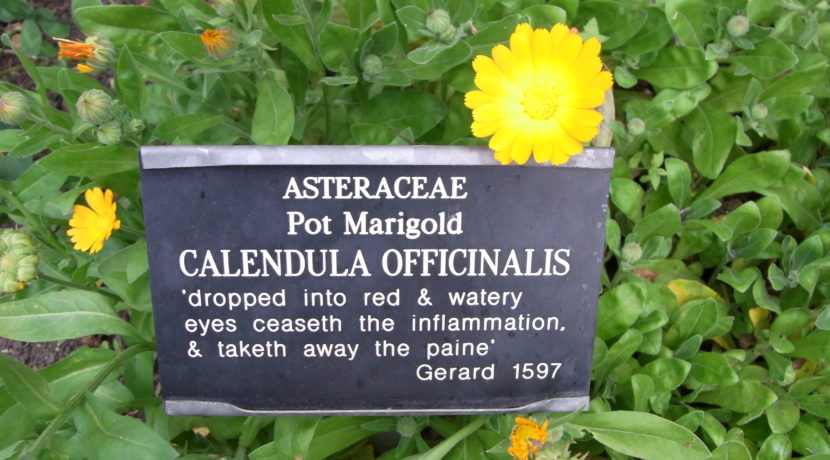 ASTERACEAE
Pot Marigold
CALENDULA OFFICINALIS
'dropped into red & watery
eyes ceaseth the inflammation,
& taketh away the paine'
Gerard 1597